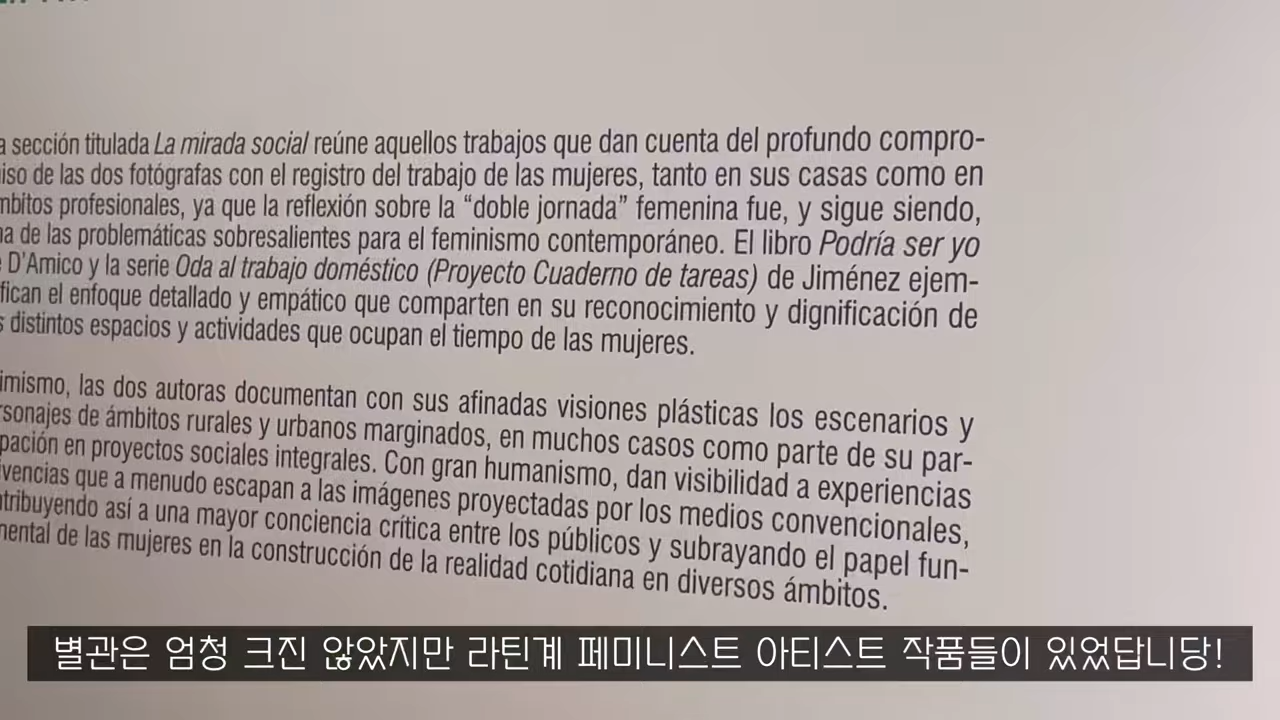 a sección titulada La mirada social reúne aquellos trabajos que dan cuenta del profundo compro-
iso de las dos fotógrafas con el registro del trabajo de las mujeres, tanto en sus casas como en
mbitos profesionales, ya que la reflexión sobre la “doble jornada” femenina fue, y sigue siendo,
na de las problemáticas sobresalientes para el feminismo contemporáneo. El libro Podría ser yo
D’Amico y la serie Oda al trabajo doméstico (Proyecto Cuaderno de tareas) de Jiménez ejem-
fican el enfoque detallado y empático que comparten en su reconocimiento y dignificación de
s distintos espacios y actividades que ocupan el tiempo de las mujeres.
imismo, las dos autoras documentan con sus afinadas visiones plásticas los escenarios y
rsonajes de ámbitos rurales y urbanos marginados, en muchos casos como parte de su par-
pación en proyectos sociales integrales. Con gran humanismo, dan visibilidad a experiencias
ivencias que a menudo escapan a las imágenes proyectadas por los medios convencionales,
ntribuyendo así a una mayor conciencia crítica entre los públicos y subrayando el papel fun-
mental de las mujeres en la construcción de la realidad cotidiana en diversos ámbitos.
별관은 엄청 크진 않았지만 라틴계 페미니스트 아티스트 작품들이 있었답니당!